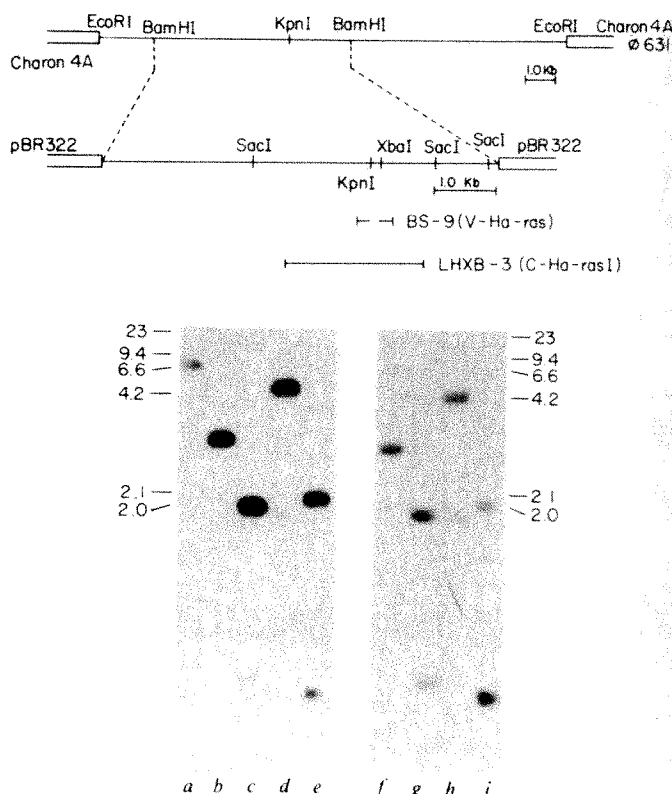 EcoRI BamHI KpnI BamHI EcoRI Charon 4A
Charon 4A Ø 631
1.0 Kb
pBR322 SacI XbaI SacI SacI pBR322
KpnI 1.0 Kb
BS-9 (V-Ha-ras)
LHXB-3 (C-Ha-rasI)
23 23
9.4 9.4
6.6 6.6
4.2 4.2
2.1 2.1
2.0 2.0
a b c d e f g h i